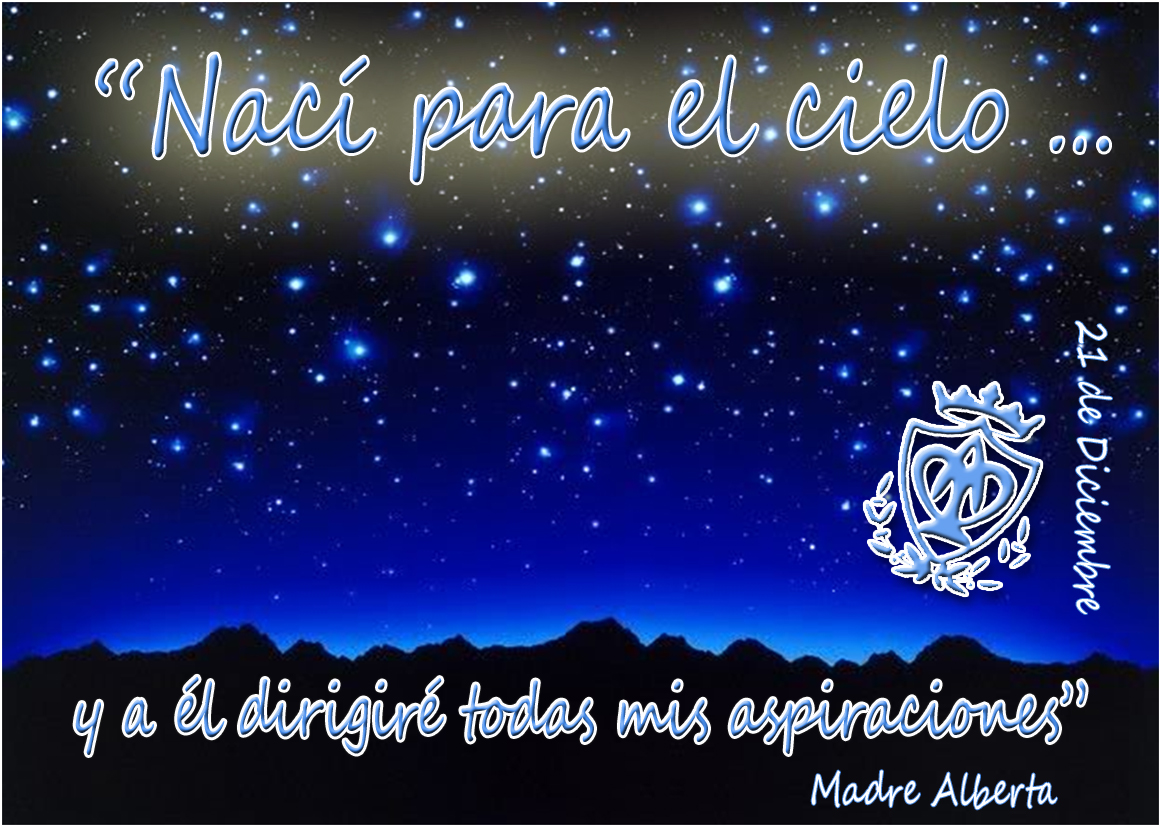 “Nací para el cielo ...
21 de Diciembre
y a él dirigiré todas mis aspiraciones”
Madre Alberta